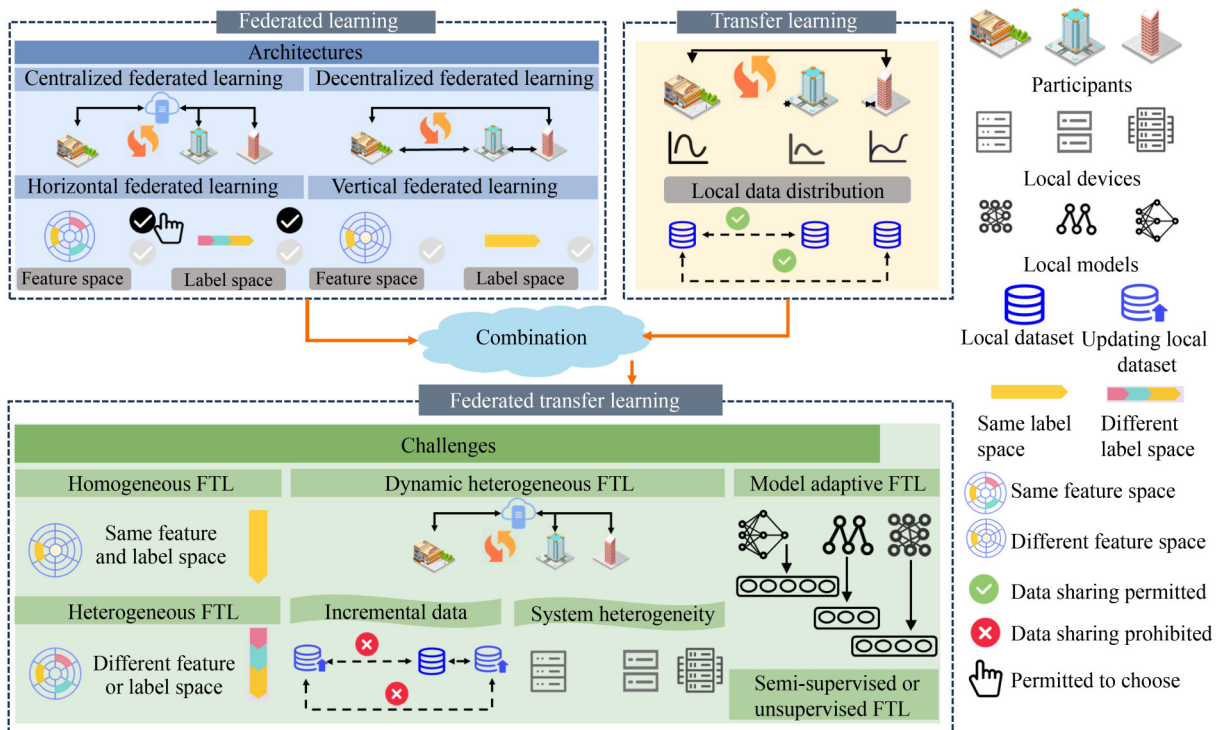 Federated learning
Architectures
Centralized federated learning
Decentralized federated learning
Horizontal federated learning
Vertical federated learning
Feature space
Label space
Feature space
Label space
Transfer learning
Local data distribution
Combination
Federated transfer learning
Challenges
Homogeneous FTL
Same feature
and label space
Heterogeneous FTL
Different feature
or label space
Dynamic heterogeneous FTL
Incremental data
System heterogeneity
Model adaptive FTL
Semi-supervised or
unsupervised FTL
Participants
Local devices
Local models
Local dataset
Updating local
dataset
Same label
space
Different
label space
Same feature space
Different feature space
Data sharing permitted
Data sharing prohibited
Permitted to choose